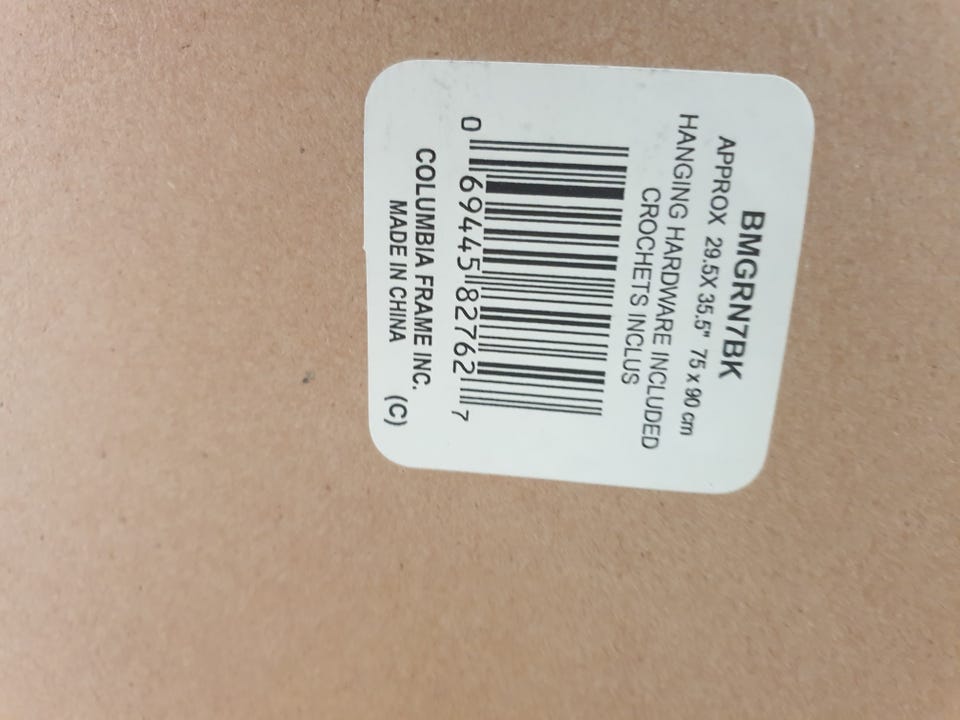 BMGRN7BK
APPROX 29.5X 35.5" 75 x 90 cm
HANGING HARDWARE INCLUDED
CROCHETS INCLUS
0 69445 82762 7
COLUMBIA FRAME INC.
MADE IN CHINA (C)